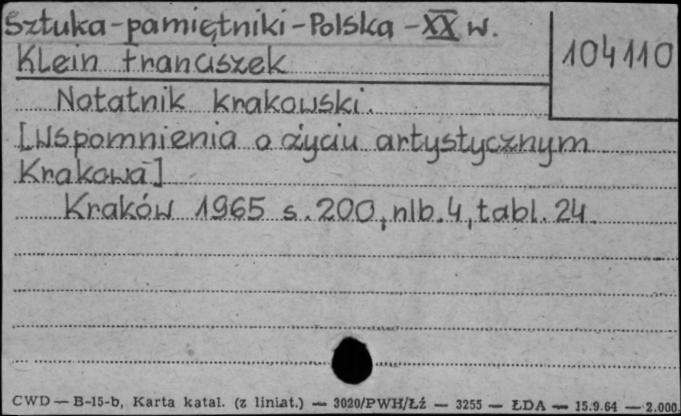 Sztuka-pamiętniki-Polska-XX w.
Klein Franciszek
104110
Notatnik krakowski.
[Wspomnienia o życiu artystycznym
Krakowa]
Kraków 1965 s. 200, nlb. 4, tabl. 24.
CWD — B-15-b, Karta katal. (z liniat.) — 3020/PWH/Łź — 3255 — ŁDA — 15.9.64 — 2.000.